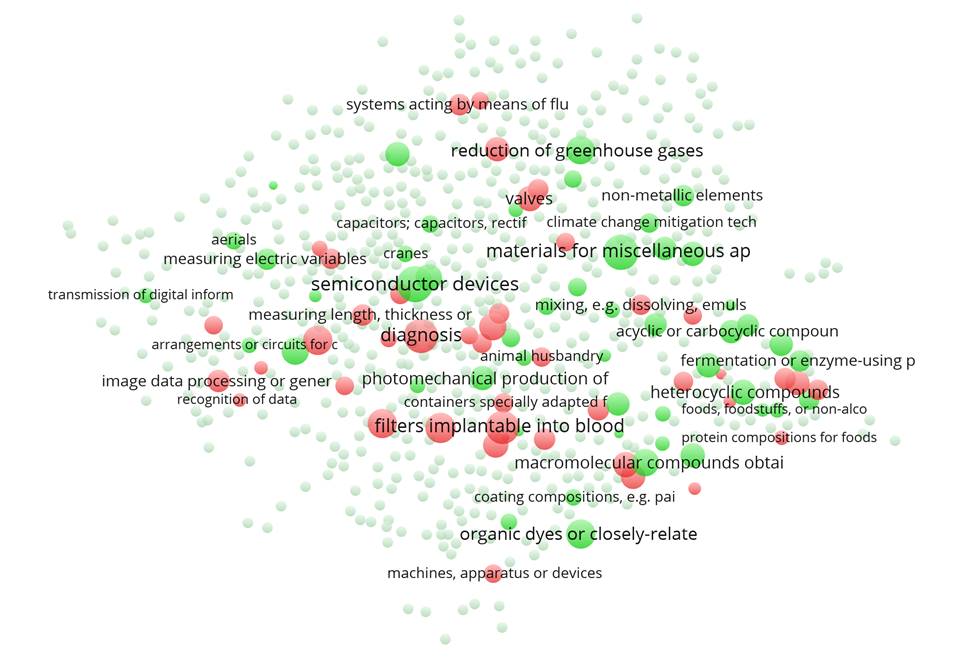 systems acting by means of flu
reduction of greenhouse gases
valves
non-metallic elements
capacitors; capacitors, rectif
climate change mitigation tech
aerials
measuring electric variables
cranes
materials for miscellaneous ap
semiconductor devices
transmission of digital inform
mixing, e.g. dissolving, emuls
measuring length, thickness or
diagnosis
acyclic or carbocyclic compoun
arrangements or circuits for c
animal husbandry
fermentation or enzyme-using p
image data processing or gener
photomechanical production of
heterocyclic compounds
recognition of data
containers specially adapted f
foods, foodstuffs, or non-alco
filters implantable into blood
protein compositions for foods
macromolecular compounds obtai
coating compositions, e.g. pai
organic dyes or closely-relate
machines, apparatus or devices